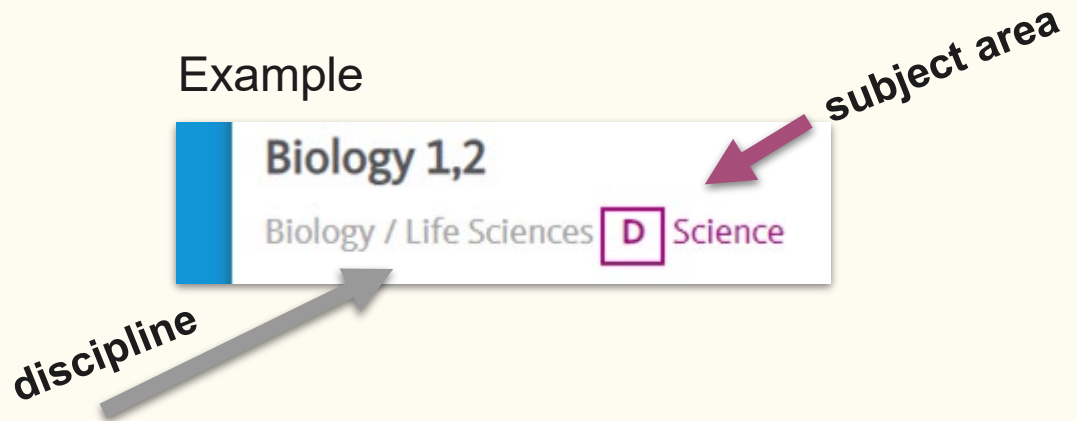 Example
subject area
Biology 1,2
Biology / Life Sciences D Science
discipline